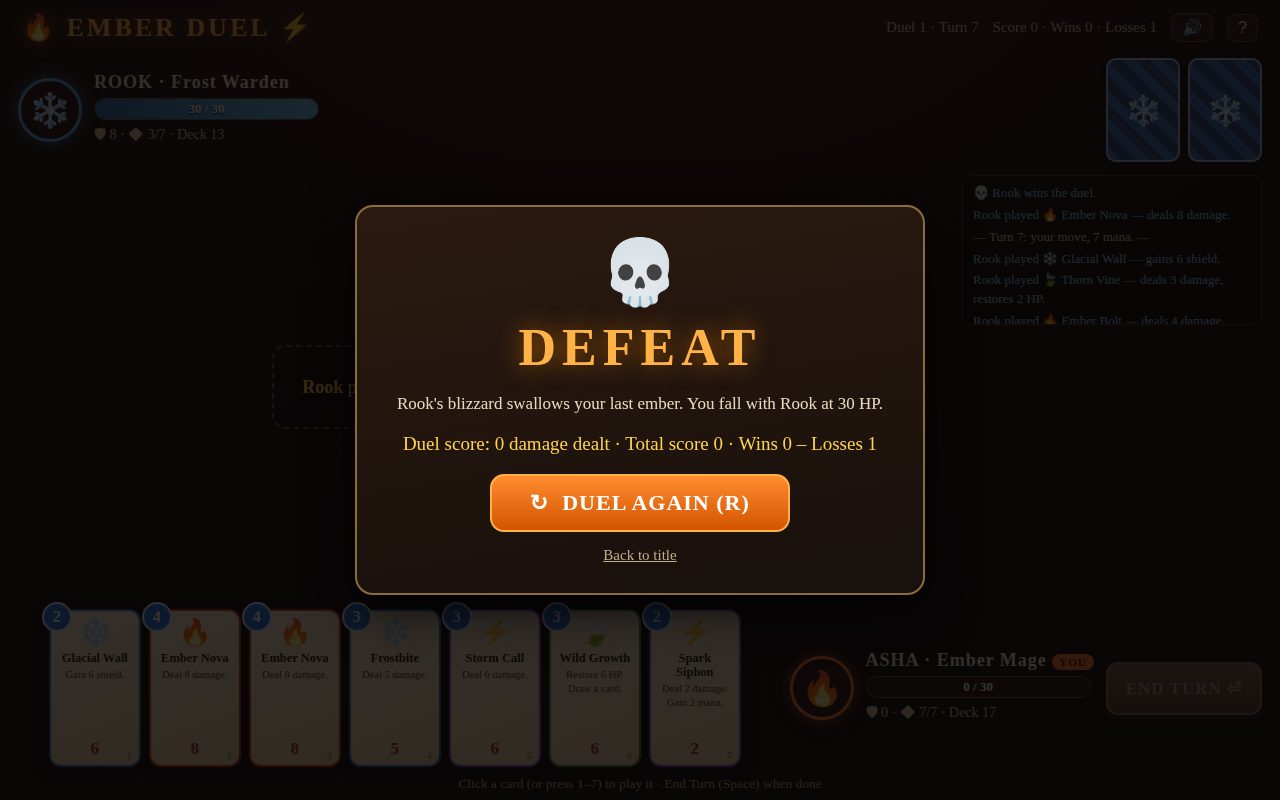 EMBER DUEL
Duel 1 · Turn 7 Score 0 · Wins 0 · Losses 1
?
ROOK · Frost Warden
30 / 30
8 · 3/7 · Deck 13
Rook wins the duel.
Rook played Ember Nova — deals 8 damage.
— Turn 7: your move, 7 mana. —
Rook played Glacial Wall — gains 6 shield.
Rook played Thorn Vine — deals 3 damage,
restores 2 HP.
Rook played Ember Bolt — deals 4 damage.
Rook p
DEFEAT
Rook's blizzard swallows your last ember. You fall with Rook at 30 HP.
Duel score: 0 damage dealt · Total score 0 · Wins 0 – Losses 1
↻ DUEL AGAIN (R)
Back to title
2
Glacial Wall
Gain 6 shield.
6
1
4
Ember Nova
Deal 8 damage.
8
2
4
Ember Nova
Deal 8 damage.
8
3
3
Frostbite
Deal 5 damage.
5
4
3
Storm Call
Deal 6 damage.
6
5
3
Wild Growth
Restore 6 HP.
Draw a card.
6
6
2
Spark
Siphon
Deal 2 damage.
Gain 2 mana.
2
7
ASHA · Ember Mage YOU
0 / 30
0 · 7/7 · Deck 17
END TURN ⏎
Click a card (or press 1–7) to play it · End Turn (Space) when done